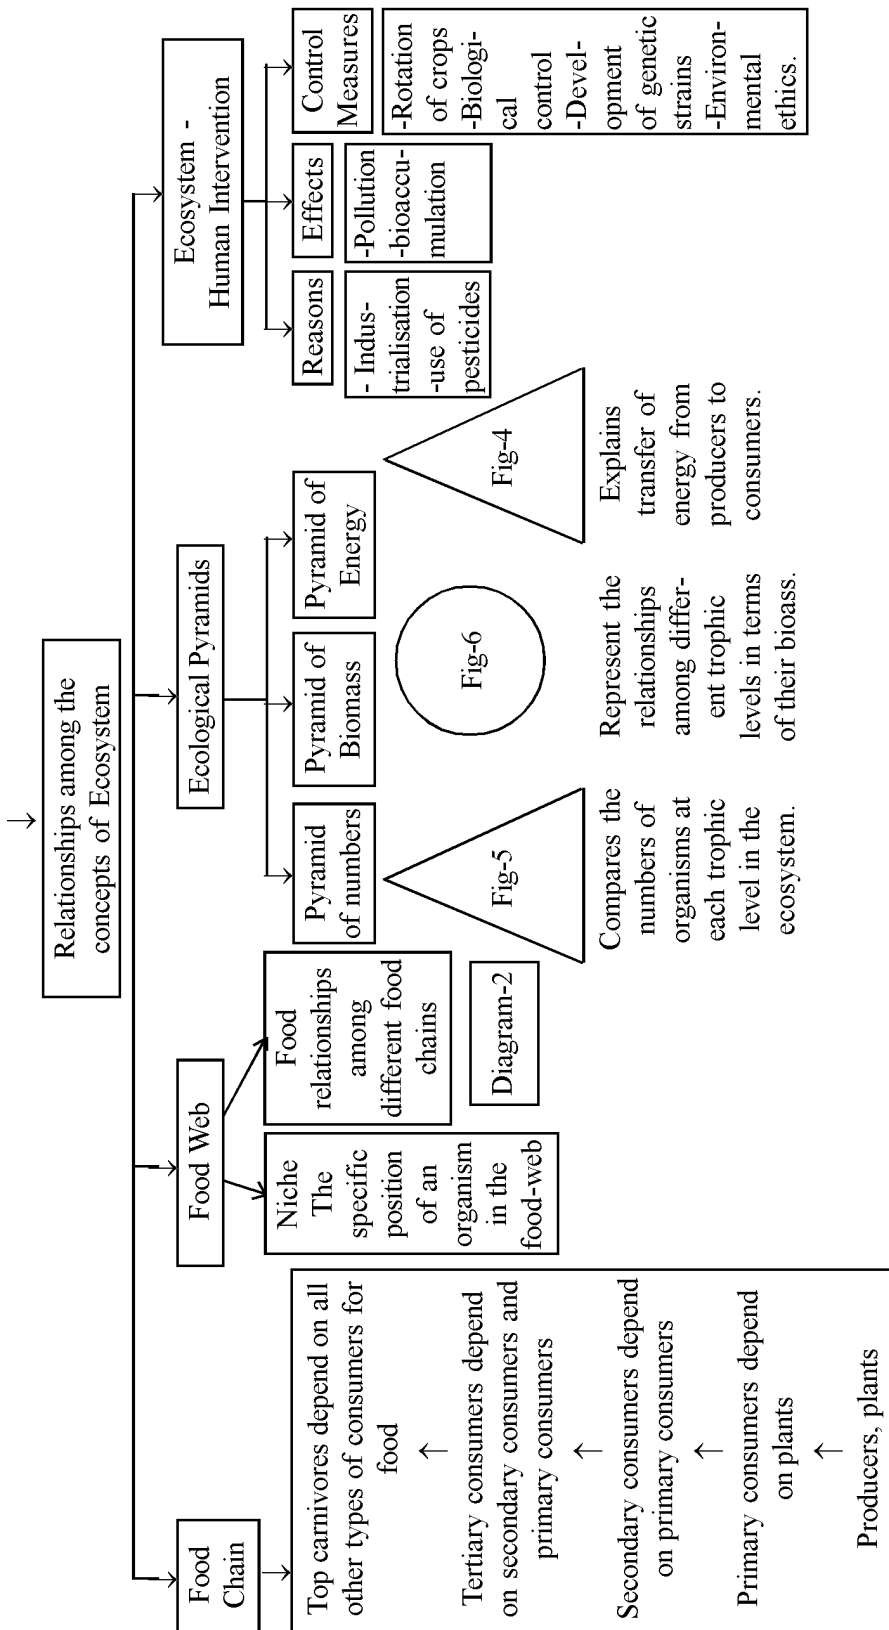 Relationships among the
concepts of Ecosystem
Food
Chain
Top carnivores depend on all
other types of consumers for
food
Tertiary consumers depend
on secondary consumers and
primary consumers
Secondary consumers depend
on primary consumers
Primary consumers depend
on plants
Producers, plants
Food Web
Niche
The
specific
position
of an
organism
in the
food-web
Food
relationships
among
different food
chains
Diagram-2
Ecological Pyramids
Pyramid
of numbers
Fig-5
Compares the
numbers of
organisms at
each trophic
level in the
ecosystem.
Pyramid of
Biomass
Fig-6
Represent the
relationships
among differ-
ent trophic
levels in terms
of their bioass.
Pyramid of
Energy
Fig-4
Explains
transfer of
energy from
producers to
consumers.
Ecosystem -
Human Intervention
Reasons
- Indus-
trialisation
-use of
pesticides
Effects
-Pollution
-bioaccu-
mulation
Control
Measures
-Rotation
of crops
-Biologi-
cal
control
-Devel-
opment
of genetic
strains
-Environ-
mental
ethics.